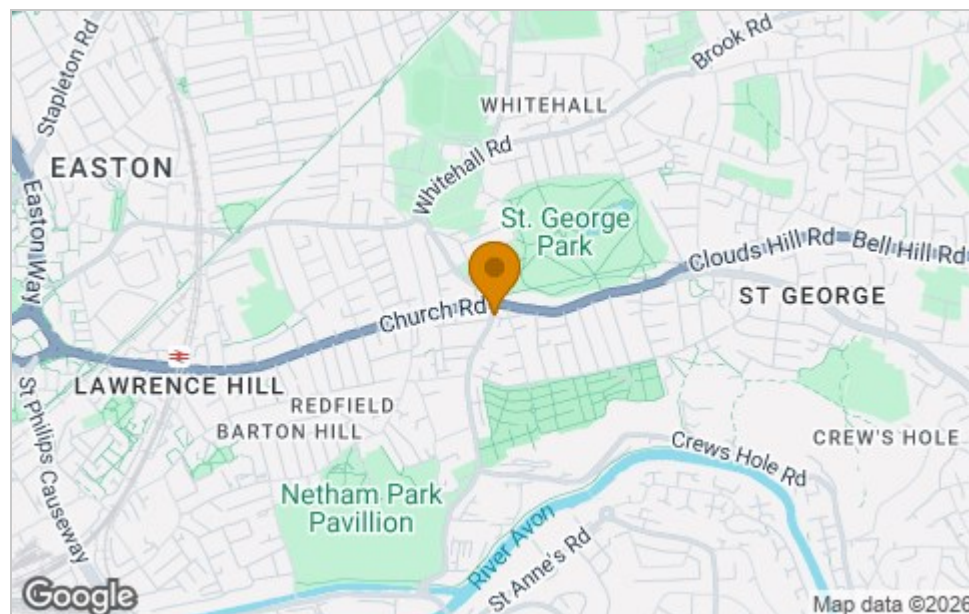 Stapleton Rd
Brook Rd
WHITEHALL
Whitehall Rd
EASTON
Easton Way
St. George
Park
Clouds Hill Rd
Bell Hill Rd
ST GEORGE
Church Rd
LAWRENCE HILL
REDFIELD
BARTON HILL
St Philips Causeway
CREW'S HOLE
Crews Hole Rd
Netham Park
Pavillion
River Avon
St Anne's Rd
Google
Map data ©2026